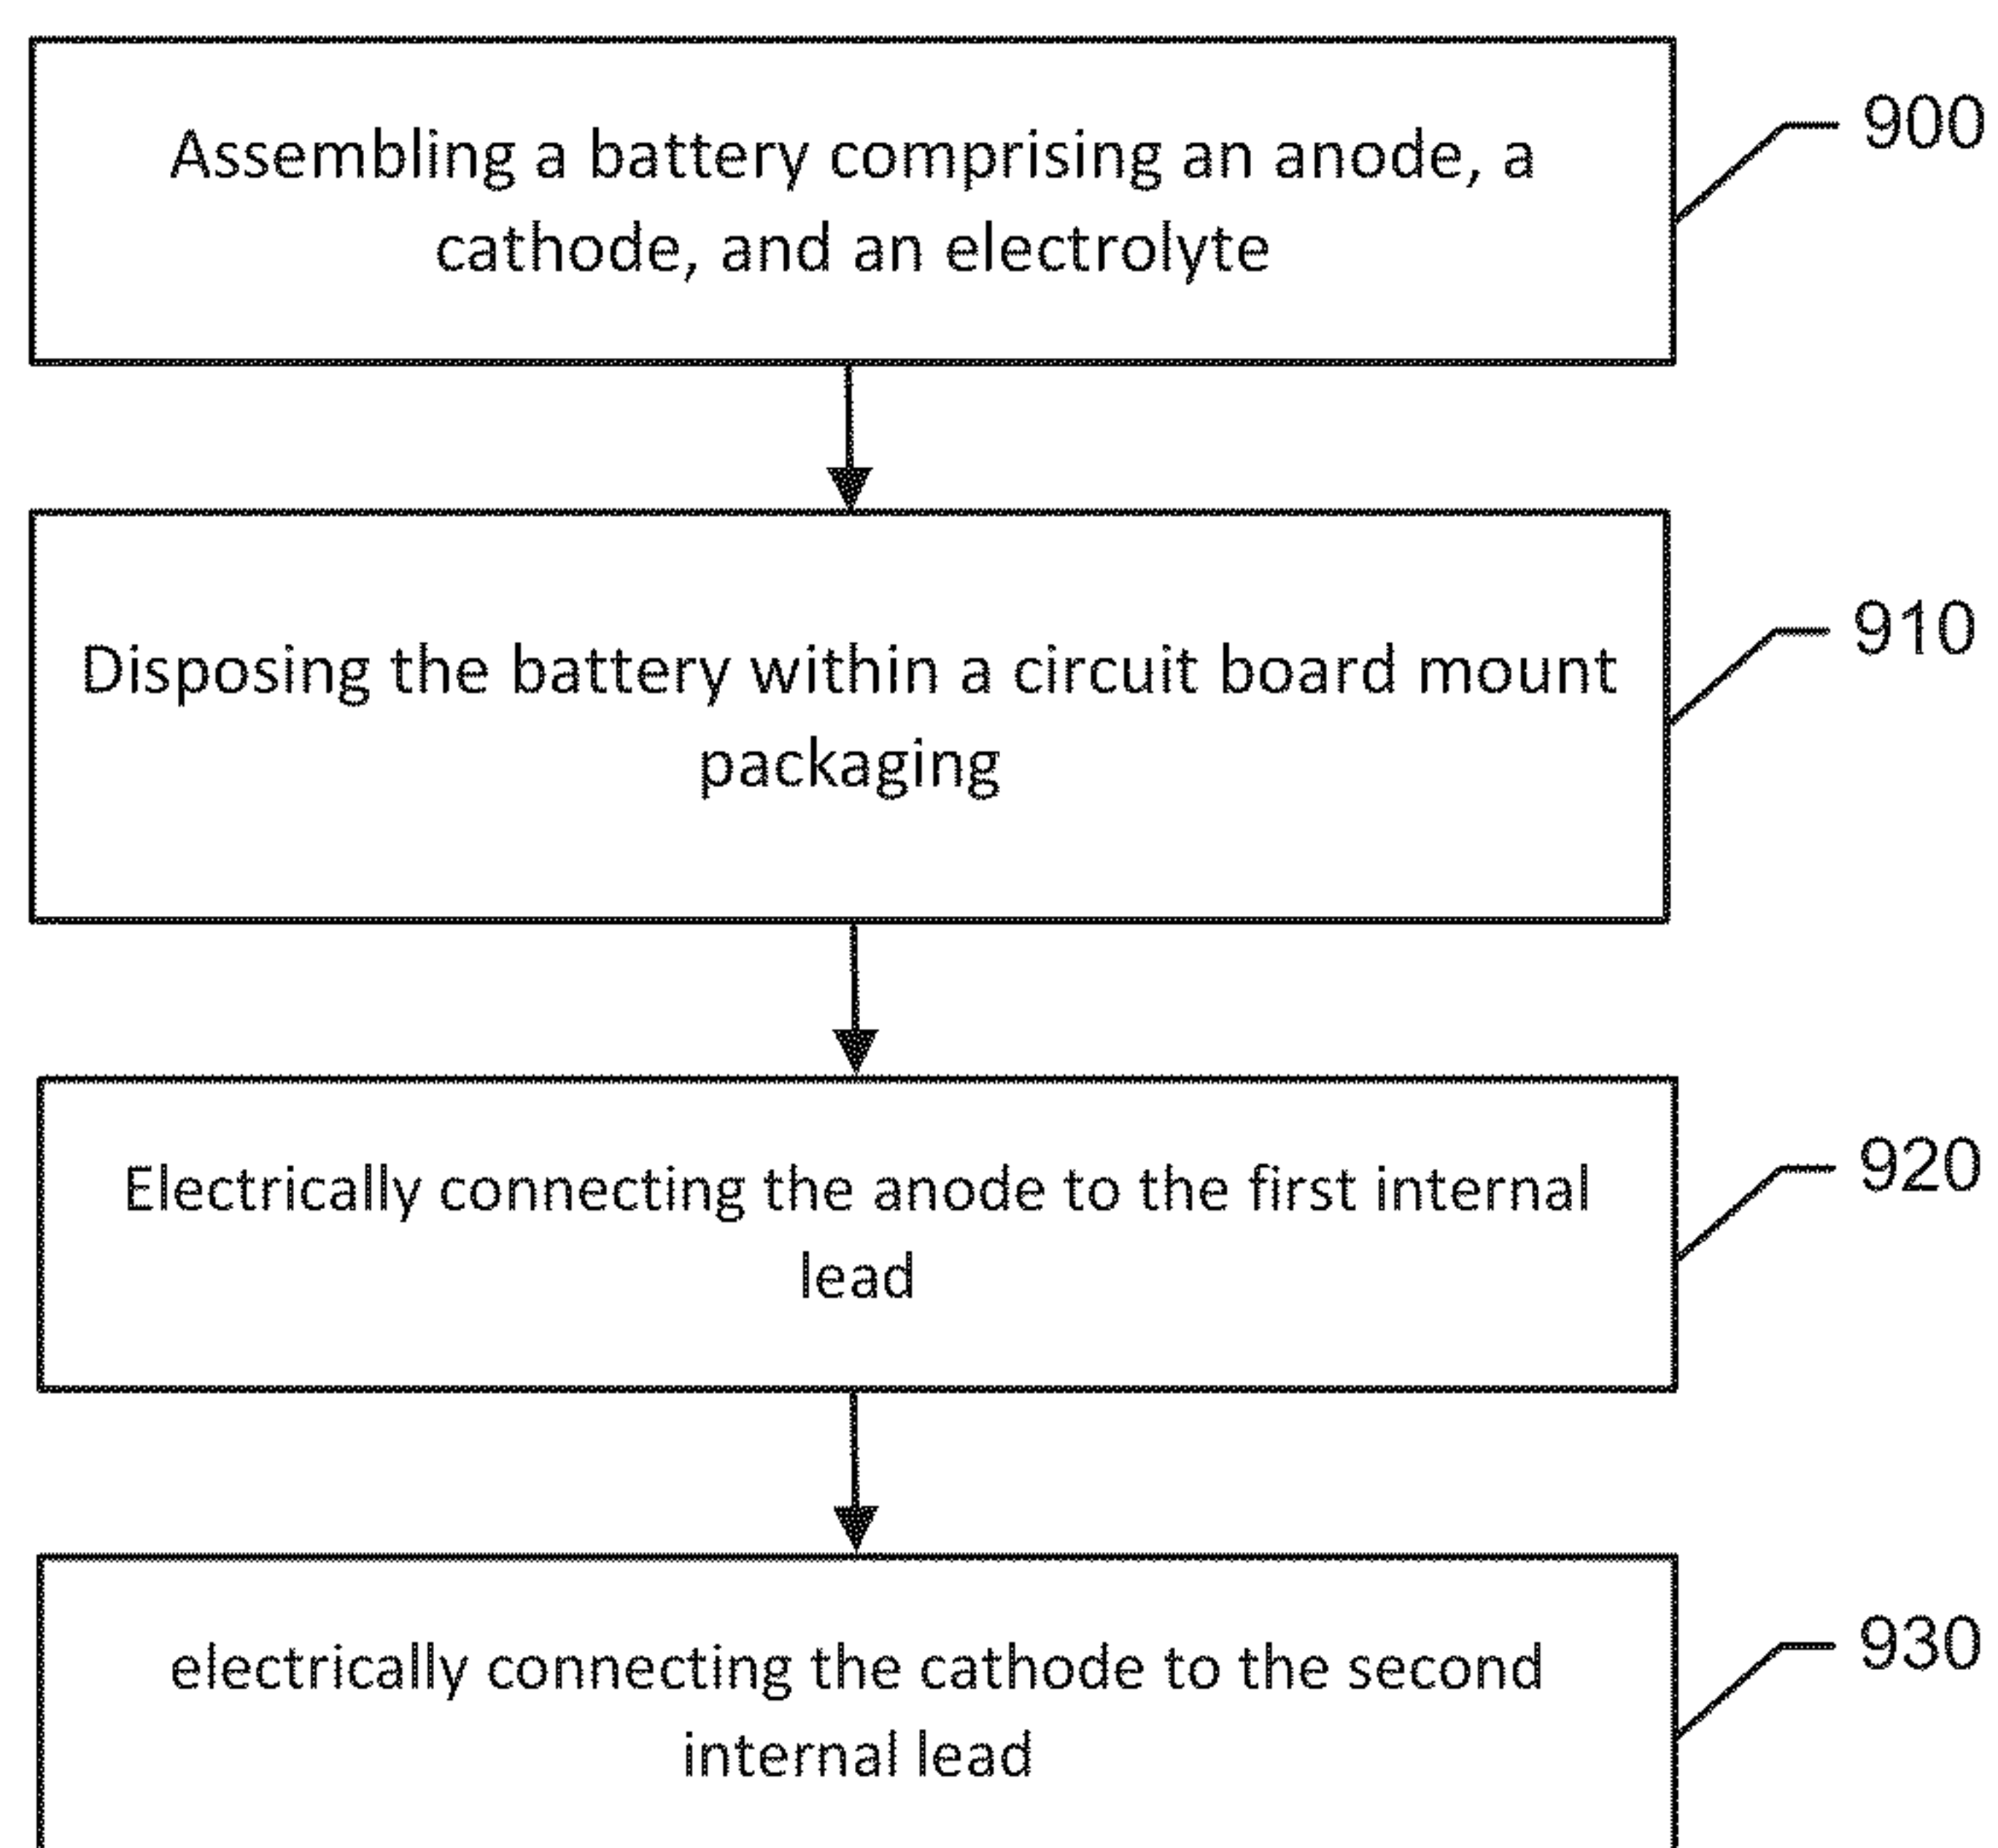 Assembling a battery comprising an anode, a
cathode, and an electrolyte
900
Disposing the battery within a circuit board mount
packaging
910
Electrically connecting the anode to the first internal
lead
920
electrically connecting the cathode to the second
internal lead
930